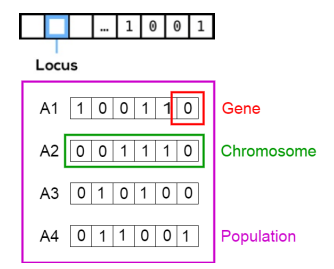 … 1 0 0 1
Locus
A1 1 0 0 1 1 0 Gene
A2 0 0 1 1 1 0 Chromosome
A3 0 1 0 1 0 0
A4 0 1 1 0 0 1 Population